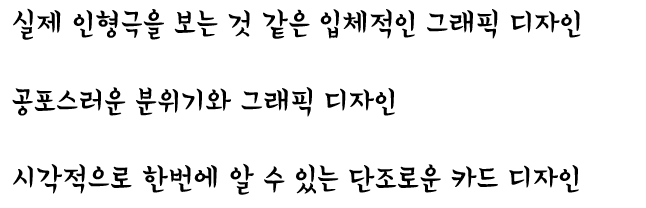 실제 인형극을 보는 것 같은 입체적인 그래픽 디자인
공포스러운 분위기와 그래픽 디자인
시각적으로 한번에 알 수 있는 단조로운 카드 디자인